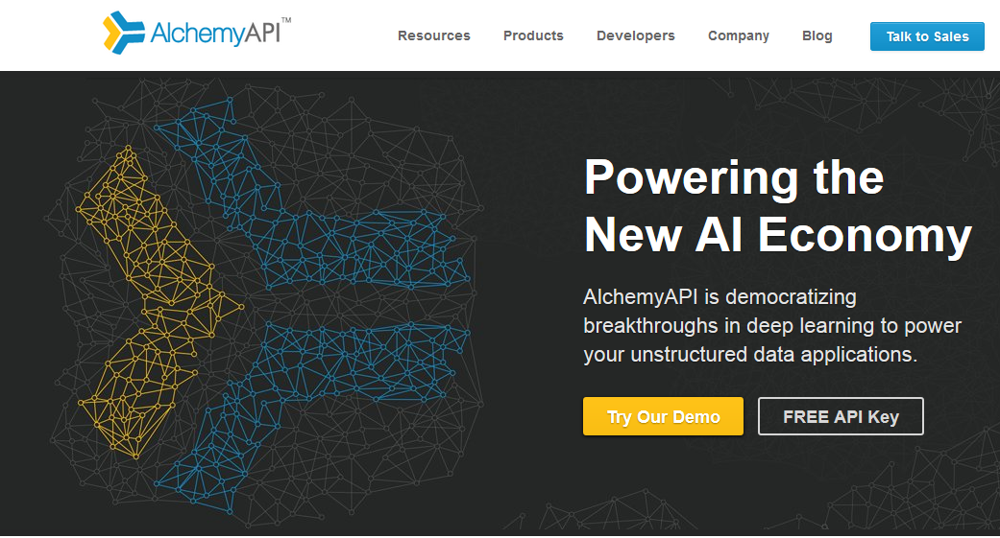 AlchemyAPI™
Resources Products Developers Company Blog Talk to Sales
Powering the
New AI Economy
AlchemyAPI is democratizing
breakthroughs in deep learning to power
your unstructured data applications.
Try Our Demo FREE API Key